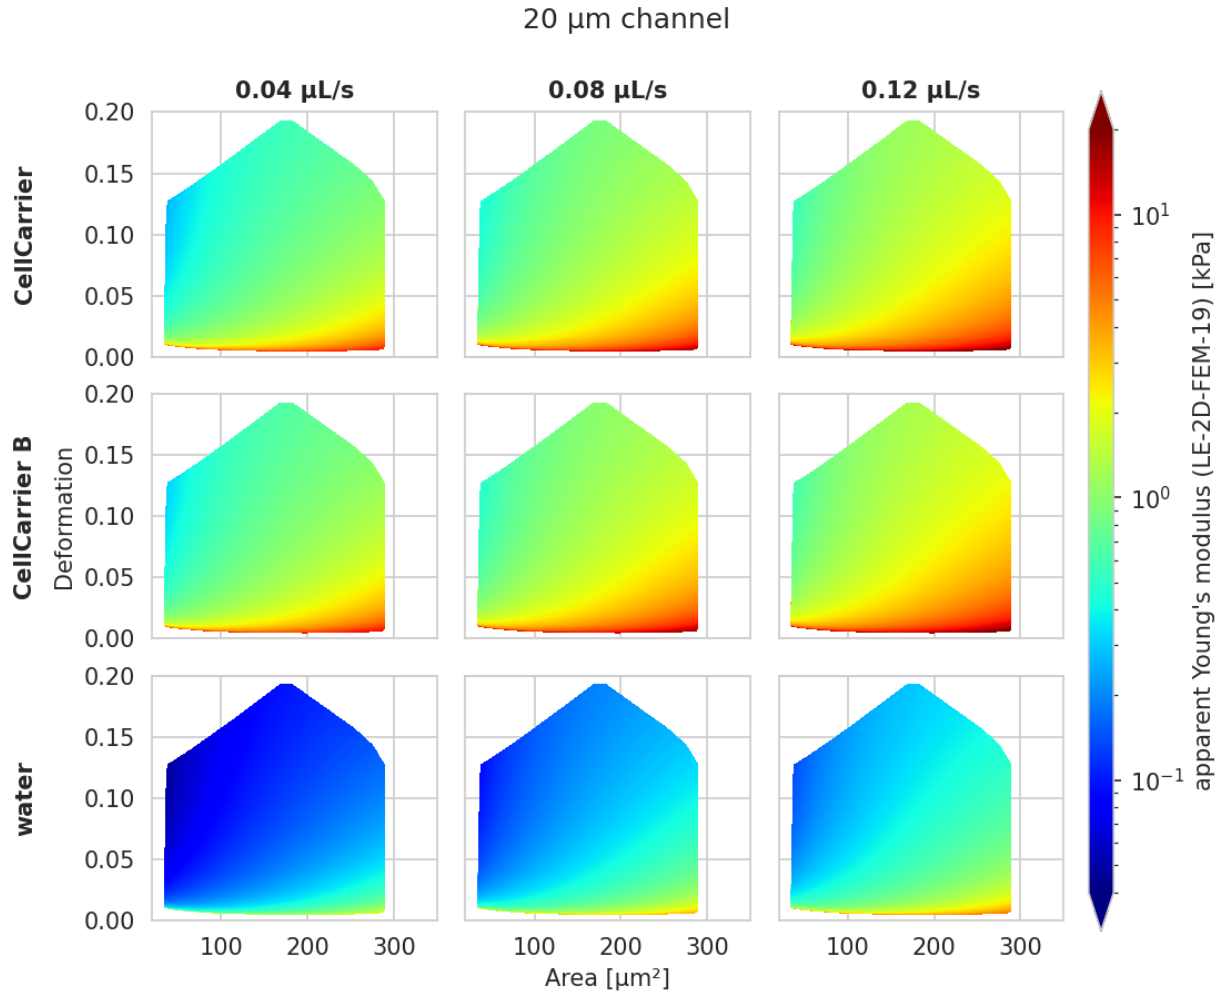 20 µm channel
0.04 µL/s 0.08 µL/s 0.12 µL/s
CellCarrier
0.20
0.15
0.10
0.05
0.00
CellCarrier B
Deformation
0.20
0.15
0.10
0.05
0.00
water
0.20
0.15
0.10
0.05
0.00
100 200 300 100 200 300 100 200 300
Area [µm²]
10¹
10⁰
10⁻¹
apparent Young's modulus (LE-2D-FEM-19) [kPa]